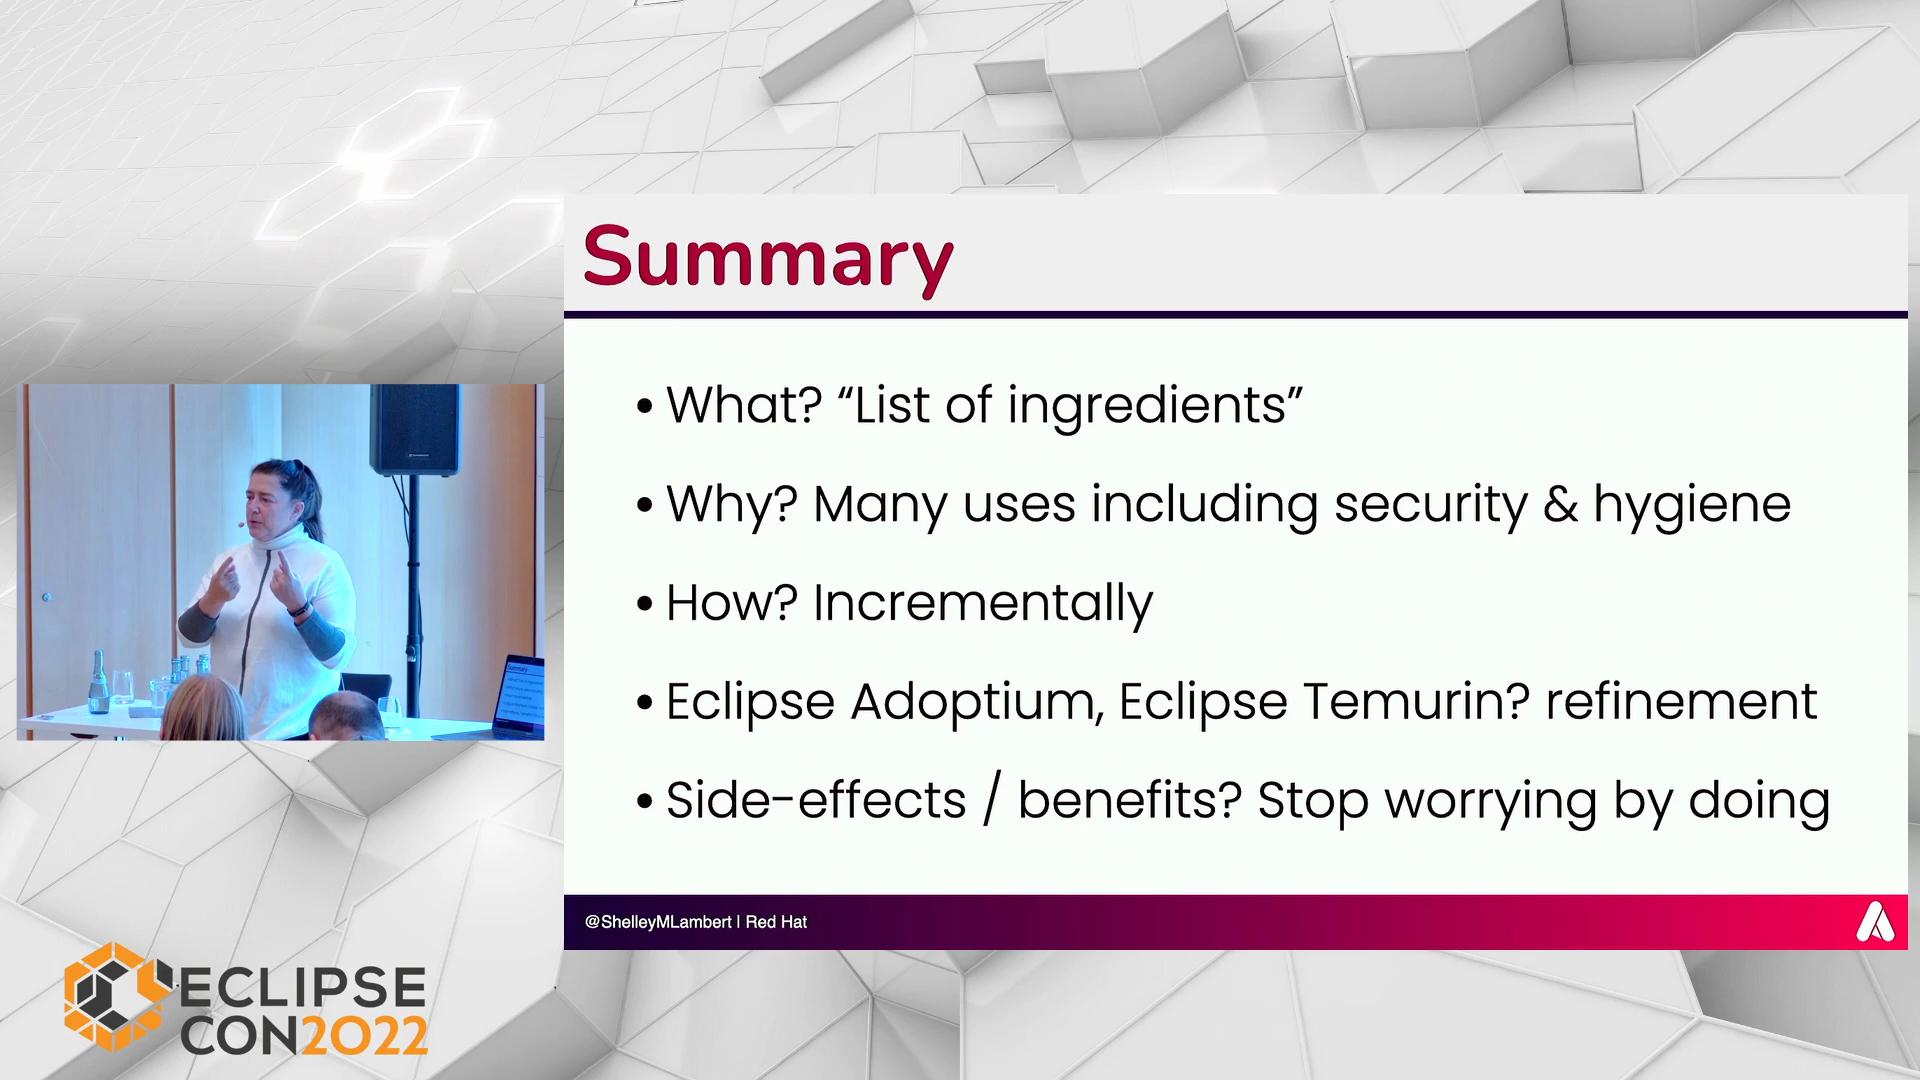 Summary
• What? “List of ingredients”
• Why? Many uses including security & hygiene
• How? Incrementally
• Eclipse Adoptium, Eclipse Temurin? refinement
• Side-effects / benefits? Stop worrying by doing
@ShelleyMLambert | Red Hat
Summary
ECLIPSE
CON2022